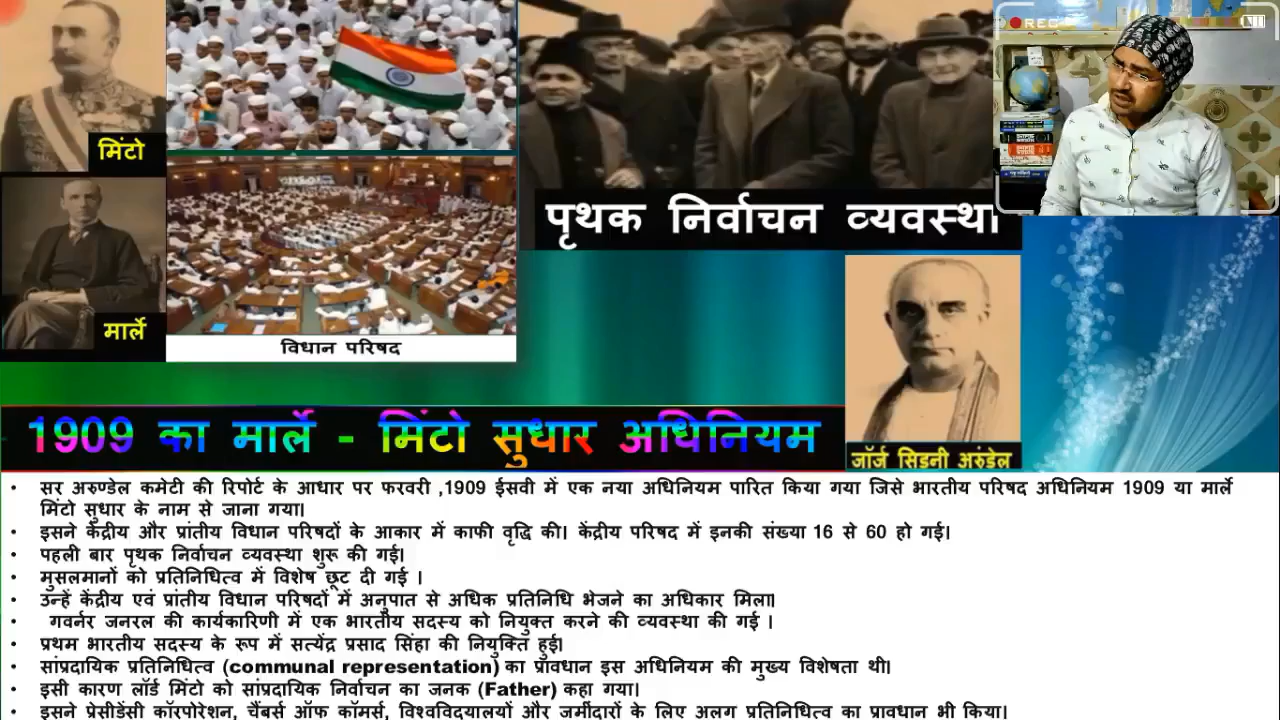 REC
मिंटो
मार्ले
विधान परिषद
पृथक निर्वाचन व्यवस्था
जॉर्ज सिडनी अरुंडेल
1909 का मार्ले - मिंटो सुधार अधिनियम
• सर अरुण्डेल कमेटी की रिपोर्ट के आधार पर फरवरी ,1909 ईसवी में एक नया अधिनियम पारित किया गया जिसे भारतीय परिषद अधिनियम 1909 या मार्ले
मिंटो सुधार के नाम से जाना गया।
• इसने केंद्रीय और प्रांतीय विधान परिषदों के आकार में काफी वृद्धि की। केंद्रीय परिषद में इनकी संख्या 16 से 60 हो गई।
• पहली बार पृथक निर्वाचन व्यवस्था शुरू की गई।
• मुसलमानों को प्रतिनिधित्व में विशेष छूट दी गई ।
• उन्हें केंद्रीय एवं प्रांतीय विधान परिषदों में अनुपात से अधिक प्रतिनिधि भेजने का अधिकार मिला।
• गवर्नर जनरल की कार्यकारिणी में एक भारतीय सदस्य को नियुक्त करने की व्यवस्था की गई ।
• प्रथम भारतीय सदस्य के रूप में सत्येंद्र प्रसाद सिंहा की नियुक्ति हुई।
• सांप्रदायिक प्रतिनिधित्व (communal representation) का प्रावधान इस अधिनियम की मुख्य विशेषता थी।
• इसी कारण लॉर्ड मिंटो को सांप्रदायिक निर्वाचन का जनक (Father) कहा गया।
• इसने प्रेसीडेंसी कॉरपोरेशन, चैंबर्स ऑफ कॉमर्स, विश्वविद्यालयों और जमींदारों के लिए अलग प्रतिनिधित्व का प्रावधान भी किया।